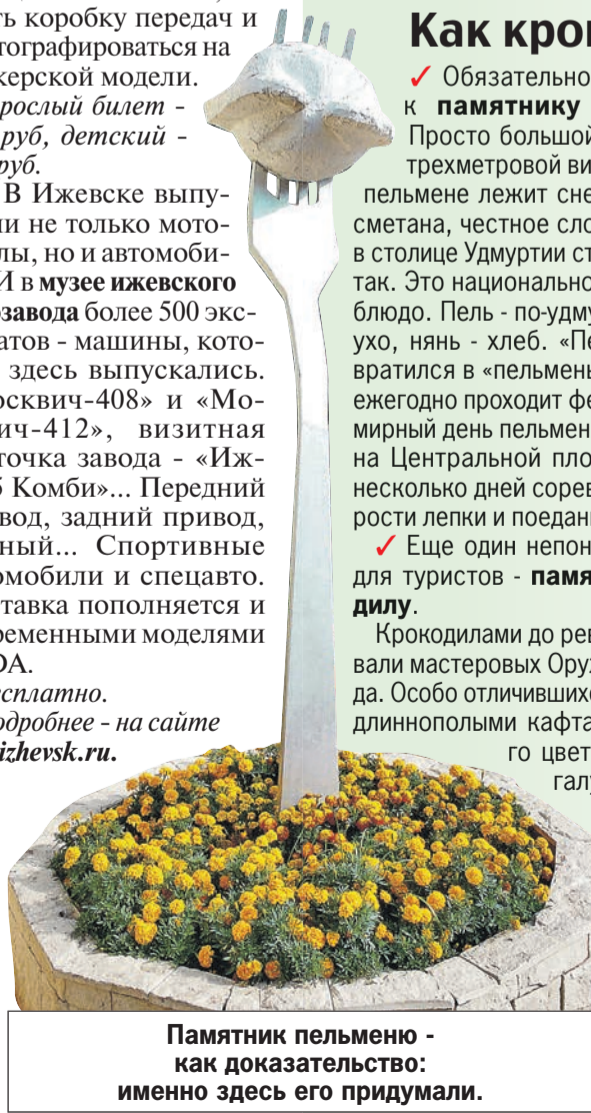 ть коробку передач и
тографироваться на
керской модели.
рослый билет -
руб, детский -
руб.
В Ижевске выпу-
ли не только мото-
лы, но и автомоби-
И в музее ижевского
завода более 500 экс-
атов - машины, кото-
здесь выпускались.
осквич-408» и «Мо-
ич-412», визитная
точка завода - «Иж-
Комби»... Передний
вод, задний привод,
ный... Спортивные
омобили и спецавто.
тавка пополняется и
ременными моделями
DA.
есплатно.
одробнее - на сайте
izhevsk.ru.
Как кро
✓ Обязательно
к памятнику
Просто большой
трехметровой ви
пельмене лежит сне
сметана, честное сло
в столице Удмуртии ст
так. Это национально
блюдо. Пель - по-удму
ухо, нянь - хлеб. «Пе
вратился в «пельмень
ежегодно проходит фе
мирный день пельмен
на Центральной пло
несколько дней сорев
рости лепки и поедан
✓ Еще один непон
для туристов - памя
дилу.
Крокодилами до рев
вали мастеровых Оруж
да. Особо отличившихс
длиннополыми кафта
го цвет
галу
Памятник пельменю -
как доказательство:
именно здесь его придумали.